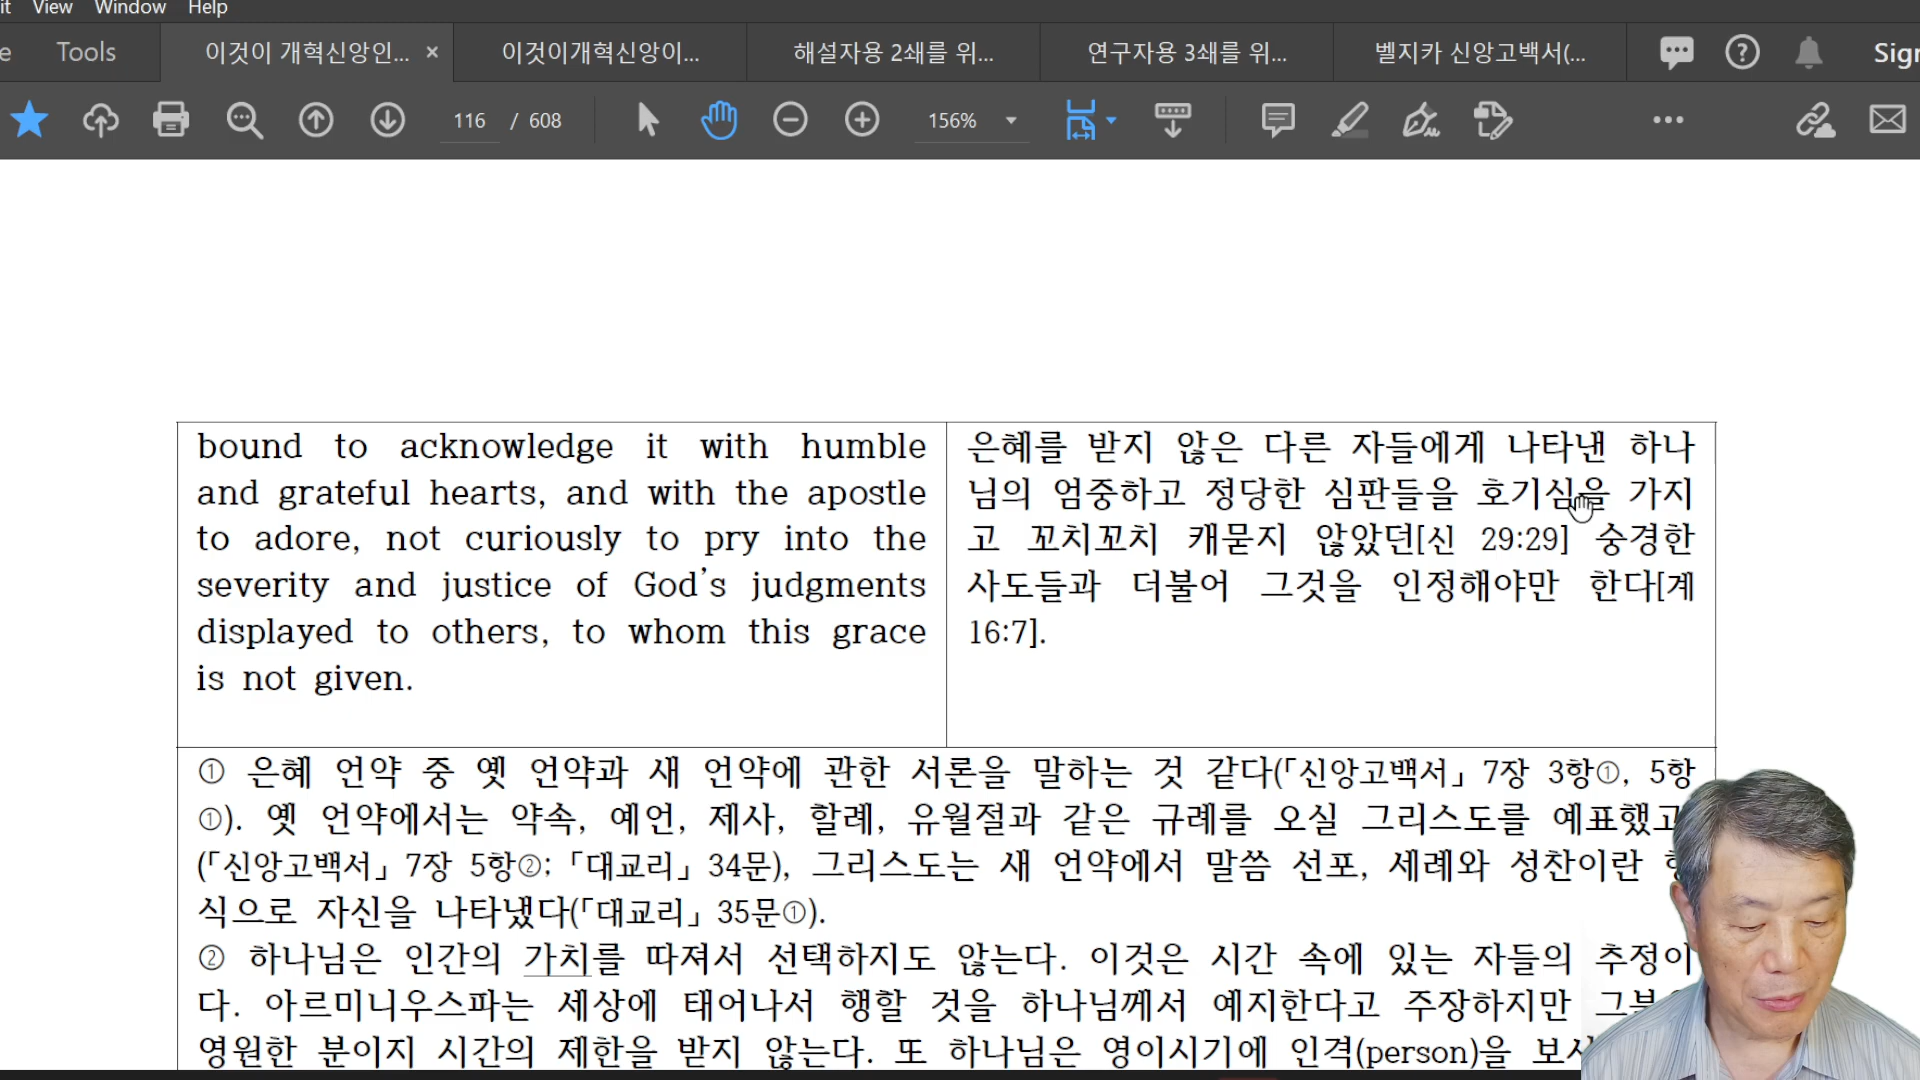 it View Window Help
e Tools 이것이 개혁신앙인... × 이것이개혁신앙이... 해설자용 2쇄를 위... 연구자용 3쇄를 위... 벨지카 신앙고백서(... Sign
116 / 608 156%
bound to acknowledge it with humble
and grateful hearts, and with the apostle
to adore, not curiously to pry into the
severity and justice of God's judgments
displayed to others, to whom this grace
is not given.
은혜를 받지 않은 다른 자들에게 나타낸 하나
님의 엄중하고 정당한 심판들을 호기심을 가지
고 꼬치꼬치 캐묻지 않았던[신 29:29] 숭경한
사도들과 더불어 그것을 인정해야만 한다[계
16:7].
① 은혜 언약 중 옛 언약과 새 언약에 관한 서론을 말하는 것 같다(「신앙고백서」 7장 3항①, 5항
①). 옛 언약에서는 약속, 예언, 제사, 할례, 유월절과 같은 규례를 오실 그리스도를 예표했고
(「신앙고백서」 7장 5항②; 「대교리」 34문), 그리스도는 새 언약에서 말씀 선포, 세례와 성찬이란
식으로 자신을 나타냈다(「대교리」 35문①).
② 하나님은 인간의 가치를 따져서 선택하지도 않는다. 이것은 시간 속에 있는 자들의 추정이
다. 아르미니우스파는 세상에 태어나서 행할 것을 하나님께서 예지한다고 주장하지만
영원한 분이지 시간의 제한을 받지 않는다. 또 하나님은 영이시기에 인격(person)을